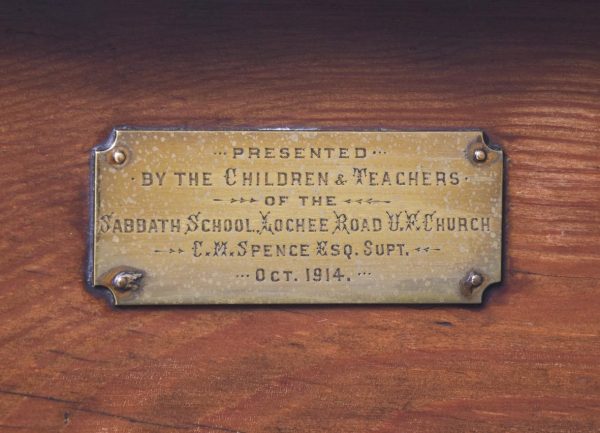 PRESENTED
BY THE CHILDREN & TEACHERS
OF THE
SABBATH SCHOOL, LOCHEE ROAD U.F. CHURCH
C. M. SPENCE ESQ. SUPT.
OCT. 1914.